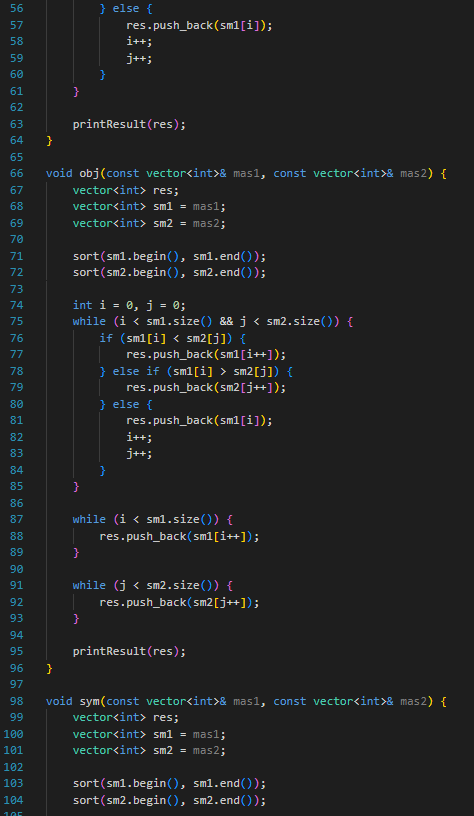 56 } else {
57 res.push_back(sm1[i]);
58 i++;
59 j++;
60 }
61 }
62
63 printResult(res);
64 }
65
66 void obj(const vector<int>& mas1, const vector<int>& mas2) {
67 vector<int> res;
68 vector<int> sm1 = mas1;
69 vector<int> sm2 = mas2;
70
71 sort(sm1.begin(), sm1.end());
72 sort(sm2.begin(), sm2.end());
73
74 int i = 0, j = 0;
75 while (i < sm1.size() && j < sm2.size()) {
76 if (sm1[i] < sm2[j]) {
77 res.push_back(sm1[i++]);
78 } else if (sm1[i] > sm2[j]) {
79 res.push_back(sm2[j++]);
80 } else {
81 res.push_back(sm1[i]);
82 i++;
83 j++;
84 }
85 }
86
87 while (i < sm1.size()) {
88 res.push_back(sm1[i++]);
89 }
90
91 while (j < sm2.size()) {
92 res.push_back(sm2[j++]);
93 }
94
95 printResult(res);
96 }
97
98 void sym(const vector<int>& mas1, const vector<int>& mas2) {
99 vector<int> res;
100 vector<int> sm1 = mas1;
101 vector<int> sm2 = mas2;
102
103 sort(sm1.begin(), sm1.end());
104 sort(sm2.begin(), sm2.end());
105